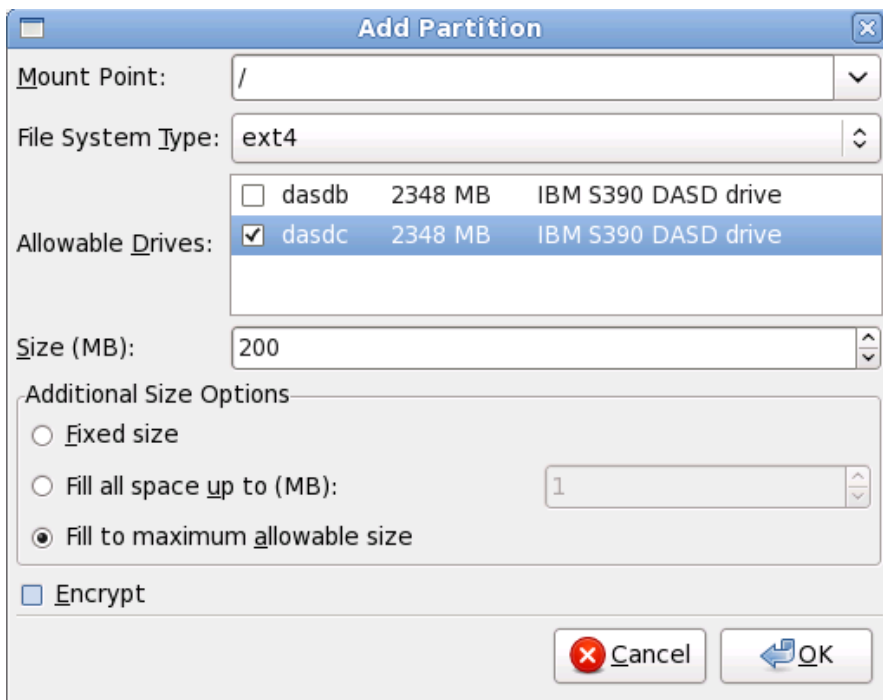 Add Partition
Mount Point: /
File System Type: ext4
dasdb 2348 MB IBM S390 DASD drive
Allowable Drives: dasdc 2348 MB IBM S390 DASD drive
Size (MB): 200
Additional Size Options
Fixed size
Fill all space up to (MB): 1
Fill to maximum allowable size
Encrypt
Cancel OK